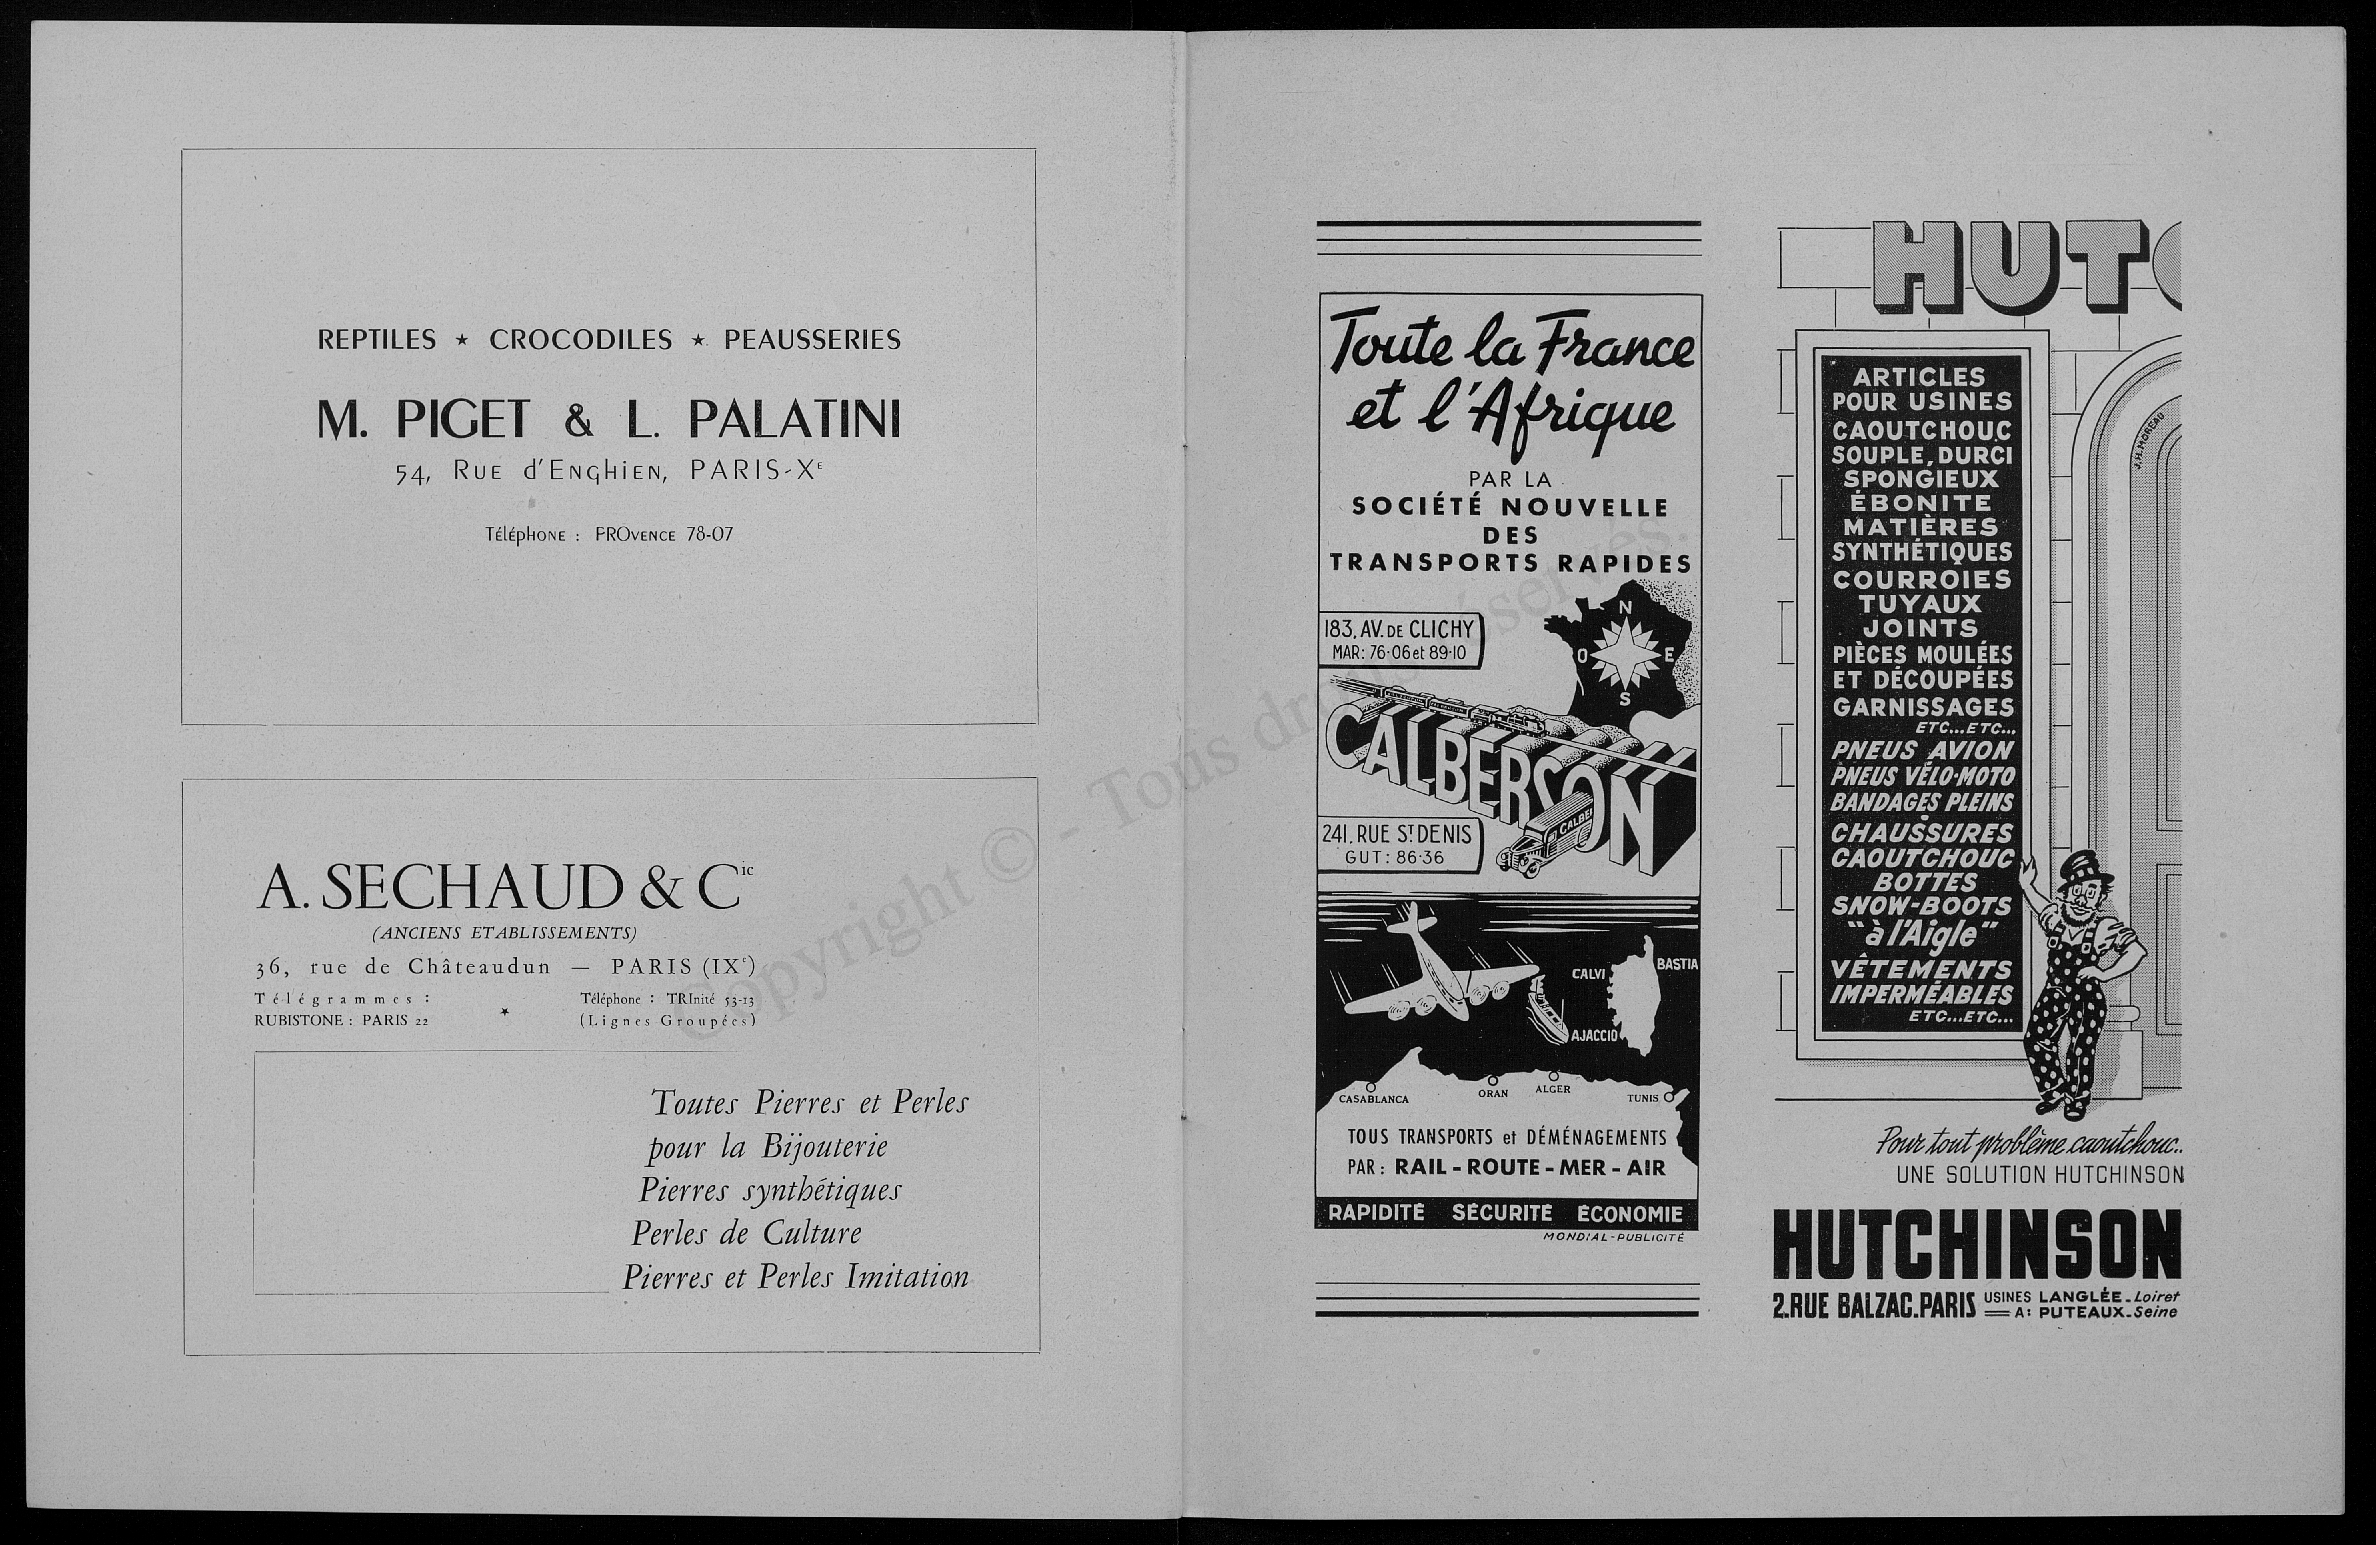 REPTILES ★ CROCODILES ★ PEAUSSERIES
M. PIGET & L. PALATINI
54, Rue d'Enghien, PARIS-Xe
Téléphone : PROvence 78-07
A. SECHAUD & Cie
(ANCIENS ETABLISSEMENTS)
36, rue de Châteaudun — PARIS (IXe)
Télégrammes :
RUBISTONE : PARIS 22
★
Téléphone : TRInité 53-13
(Lignes Groupées)
Toutes Pierres et Perles
pour la Bijouterie
Pierres synthétiques
Perles de Culture
Pierres et Perles Imitation
Toute la France
et l'Afrique
PAR LA
SOCIÉTÉ NOUVELLE
DES
TRANSPORTS RAPIDES
183, AV. DE CLICHY
MAR: 76·06 et 89·10
N
O
E
S
CALBERSON
CALBE
241, RUE ST DENIS
GUT : 86·36
CALVI
BASTIA
AJACCIO
CASABLANCA
ORAN
ALGER
TUNIS
TOUS TRANSPORTS et DÉMÉNAGEMENTS
PAR : RAIL - ROUTE - MER - AIR
RAPIDITÉ SÉCURITÉ ÉCONOMIE
MONDIAL-PUBLICITÉ
HUTC
ARTICLES
POUR USINES
CAOUTCHOUC
SOUPLE, DURCI
SPONGIEUX
ÉBONITE
MATIÈRES
SYNTHÉTIQUES
COURROIES
TUYAUX
JOINTS
PIÈCES MOULÉES
ET DÉCOUPÉES
GARNISSAGES
ETC...ETC...
PNEUS AVION
PNEUS VÉLO-MOTO
BANDAGES PLEINS
CHAUSSURES
CAOUTCHOUC
BOTTES
SNOW-BOOTS
"à l'Aigle"
VÊTEMENTS
IMPERMÉABLES
ETC...ETC...
J.H.MOREAU
Pour tout problème caoutchouc..
UNE SOLUTION HUTCHINSON
HUTCHINSON
2.RUE BALZAC.PARIS USINES LANGLÉE - Loiret
A: PUTEAUX - Seine
Copyright © - Tous droits réservés.